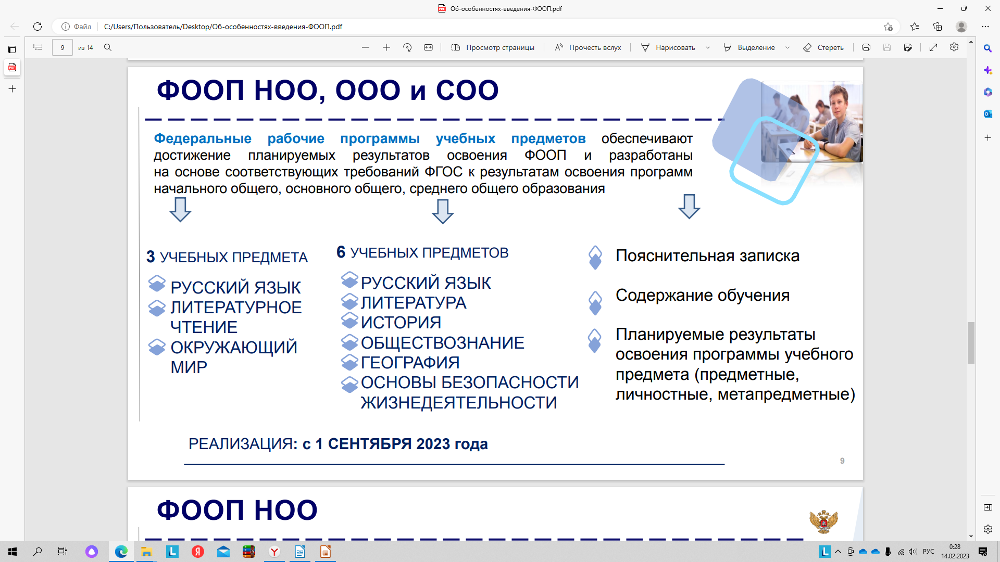 Об-особенностях-введения-ФООП.pdf
Файл
C:/Users/Пользователь/Desktop/Об-особенностях-введения-ФООП.pdf
9 из 14
Просмотр страницы
Прочесть вслух
Нарисовать
Выделение
Стереть
ФООП НОО, ООО и СОО
Федеральные рабочие программы учебных предметов обеспечивают
достижение планируемых результатов освоения ФООП и разработаны
на основе соответствующих требований ФГОС к результатам освоения программ
начального общего, основного общего, среднего общего образования
3 УЧЕБНЫХ ПРЕДМЕТА
РУССКИЙ ЯЗЫК
ЛИТЕРАТУРНОЕ
ЧТЕНИЕ
ОКРУЖАЮЩИЙ
МИР
6 УЧЕБНЫХ ПРЕДМЕТОВ
РУССКИЙ ЯЗЫК
ЛИТЕРАТУРА
ИСТОРИЯ
ОБЩЕСТВОЗНАНИЕ
ГЕОГРАФИЯ
ОСНОВЫ БЕЗОПАСНОСТИ
ЖИЗНЕДЕЯТЕЛЬНОСТИ
Пояснительная записка
Содержание обучения
Планируемые результаты
освоения программы учебного
предмета (предметные,
личностные, метапредметные)
РЕАЛИЗАЦИЯ: с 1 СЕНТЯБРЯ 2023 года
9
ФООП НОО
РУС
0:28
14.02.2023